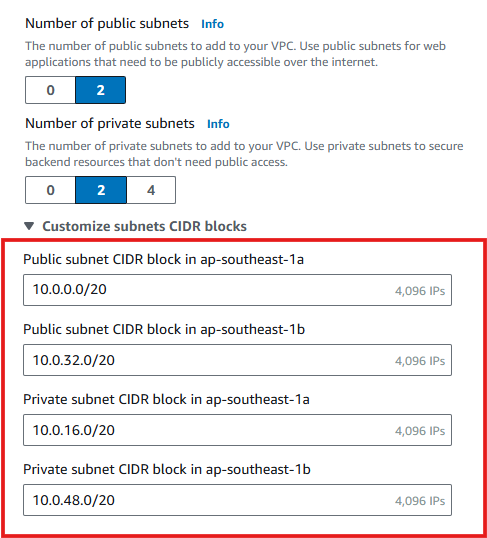 Number of public subnets Info
The number of public subnets to add to your VPC. Use public subnets for web
applications that need to be publicly accessible over the internet.
0 2
Number of private subnets Info
The number of private subnets to add to your VPC. Use private subnets to secure
backend resources that don't need public access.
0 2 4
Customize subnets CIDR blocks
Public subnet CIDR block in ap-southeast-1a
10.0.0.0/20 4,096 IPs
Public subnet CIDR block in ap-southeast-1b
10.0.32.0/20 4,096 IPs
Private subnet CIDR block in ap-southeast-1a
10.0.16.0/20 4,096 IPs
Private subnet CIDR block in ap-southeast-1b
10.0.48.0/20 4,096 IPs